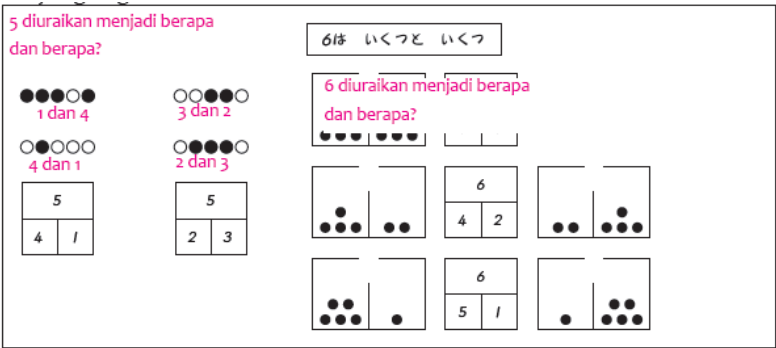 5 diuraikan menjadi berapa
dan berapa?
1 dan 4
3 dan 2
4 dan 1
2 dan 3
5
4 1
5
2 3
6は いくつと いくつ
6 diuraikan menjadi berapa
dan berapa?
6
4 2
6
5 1